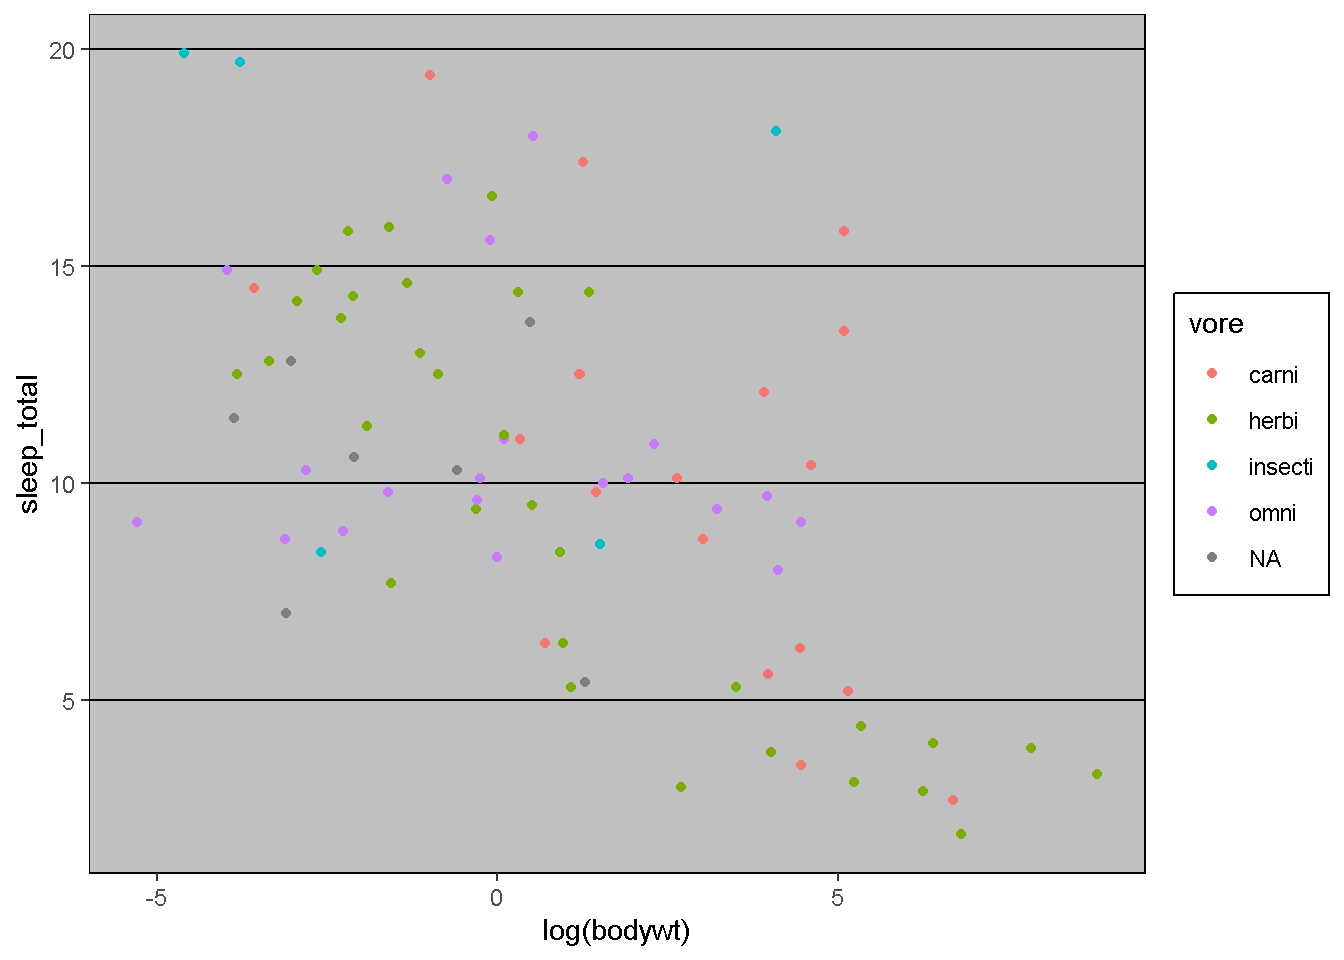 20
15
10
5
sleep_total
-5
0
5
log(bodywt)
vore
carni
herbi
insecti
omni
NA